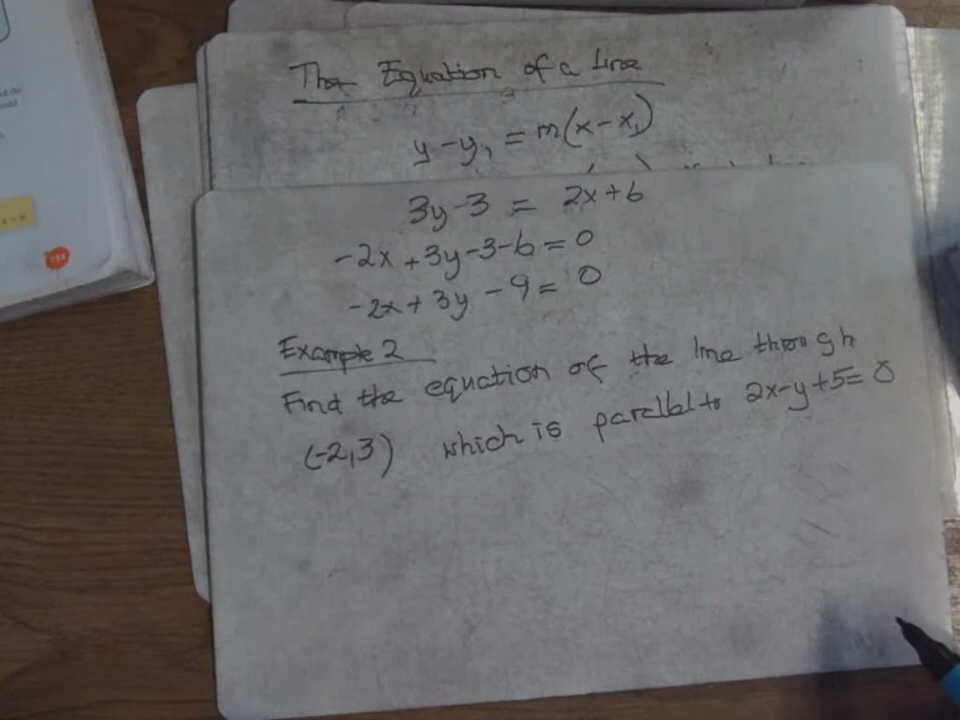 The Equation of a line
y - y₁ = m(x - x₁)
3y - 3 = 2x + 6
-2x + 3y - 3 - 6 = 0
-2x + 3y - 9 = 0
Example 2
Find the equation of the line through
(-2,3) which is parallel to 2x - y + 5 = 0